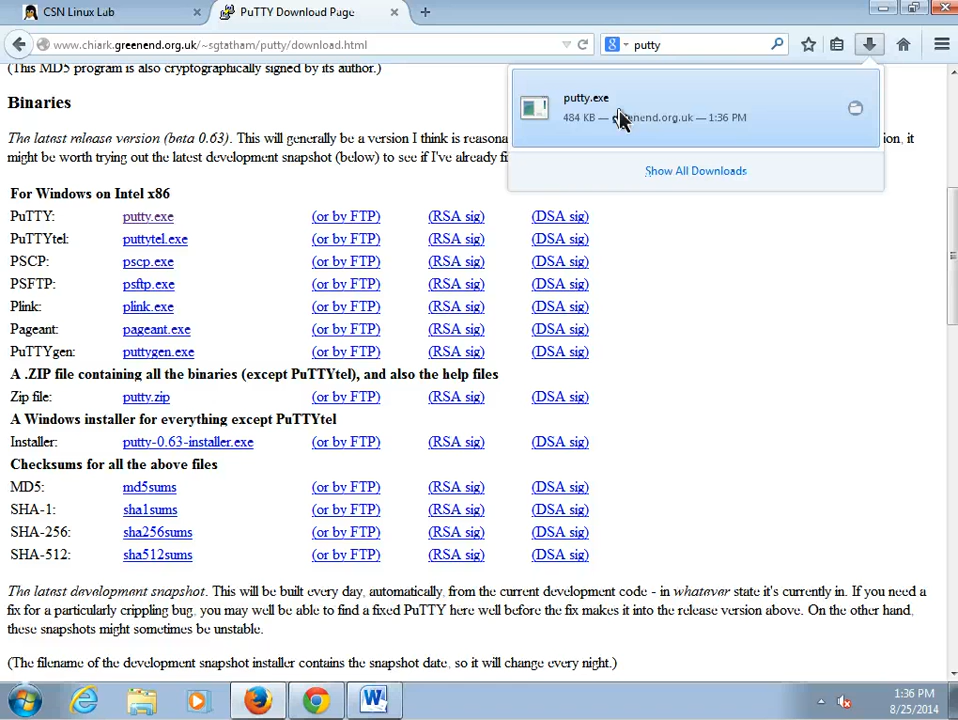 CSN Linux Lab
PuTTY Download Page
www.chiark.greenend.org.uk/~sgtatham/putty/download.html
putty
(This MD5 program is also cryptographically signed by its author.)
putty.exe
484 KB — greenend.org.uk — 1:36 PM
Show All Downloads
Binaries
The latest release version (beta 0.63). This will generally be a version I think is reasona
ion, it
might be worth trying out the latest development snapshot (below) to see if I've already fi
For Windows on Intel x86
PuTTY: putty.exe (or by FTP) (RSA sig) (DSA sig)
PuTTYtel: puttytel.exe (or by FTP) (RSA sig) (DSA sig)
PSCP: pscp.exe (or by FTP) (RSA sig) (DSA sig)
PSFTP: psftp.exe (or by FTP) (RSA sig) (DSA sig)
Plink: plink.exe (or by FTP) (RSA sig) (DSA sig)
Pageant: pageant.exe (or by FTP) (RSA sig) (DSA sig)
PuTTYgen: puttygen.exe (or by FTP) (RSA sig) (DSA sig)
A .ZIP file containing all the binaries (except PuTTYtel), and also the help files
Zip file: putty.zip (or by FTP) (RSA sig) (DSA sig)
A Windows installer for everything except PuTTYtel
Installer: putty-0.63-installer.exe (or by FTP) (RSA sig) (DSA sig)
Checksums for all the above files
MD5: md5sums (or by FTP) (RSA sig) (DSA sig)
SHA-1: sha1sums (or by FTP) (RSA sig) (DSA sig)
SHA-256: sha256sums (or by FTP) (RSA sig) (DSA sig)
SHA-512: sha512sums (or by FTP) (RSA sig) (DSA sig)
The latest development snapshot. This will be built every day, automatically, from the current development code - in whatever state it's currently in. If you need a
fix for a particularly crippling bug, you may well be able to find a fixed PuTTY here well before the fix makes it into the release version above. On the other hand,
these snapshots might sometimes be unstable.
(The filename of the development snapshot installer contains the snapshot date, so it will change every night.)
1:36 PM
8/25/2014